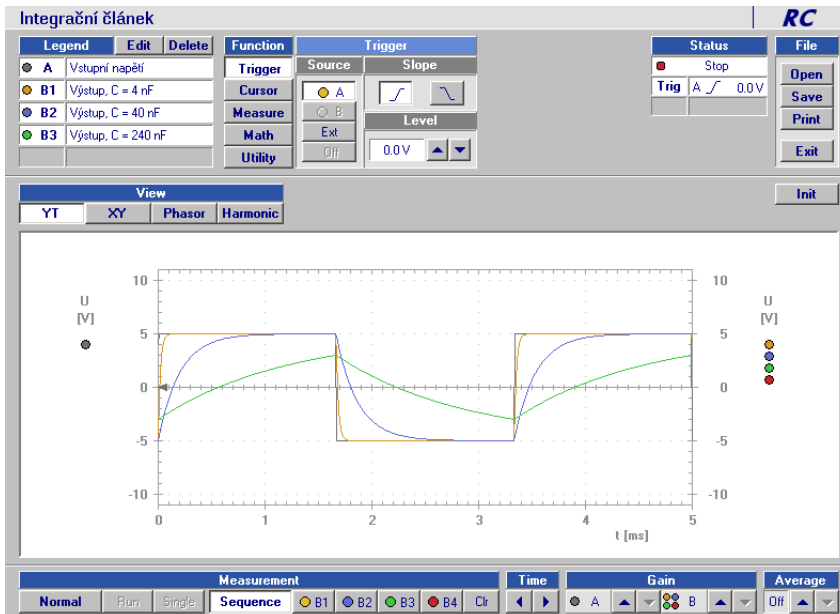 Integrační článek
RC
Legend Edit Delete
A Vstupní napětí
B1 Výstup, C = 4 nF
B2 Výstup, C = 40 nF
B3 Výstup, C = 240 nF
Function
Trigger
Cursor
Measure
Math
Utility
Trigger
Source Slope
A
B
Ext
Off
Level
0.0 V
Status
Stop
Trig A 0.0 V
File
Open
Save
Print
Exit
View
YT XY Phasor Harmonic
Init
U
[V]
10
5
0
-5
-10
0 1 2 3 4 5
t [ms]
10
5
0
-5
-10
U
[V]
Measurement
Normal Run Single Sequence B1 B2 B3 B4 Clr
Time
Gain
A B
Average
Off